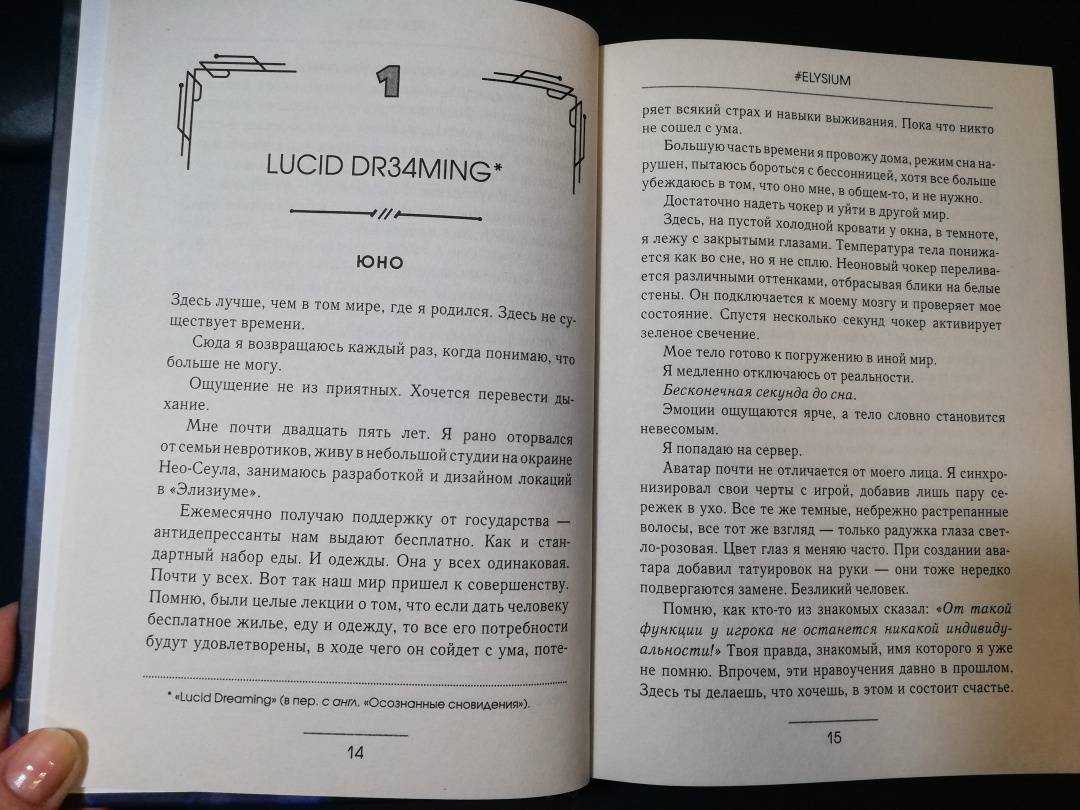 1
LUCID DR34MING*
ЮНО
Здесь лучше, чем в том мире, где я родился. Здесь не су-
ществует времени.
Сюда я возвращаюсь каждый раз, когда понимаю, что
больше не могу.
Ощущение не из приятных. Хочется перевести ды-
хание.
Мне почти двадцать пять лет. Я рано оторвался
от семьи невротиков, живу в небольшой студии на окраине
Нео-Сеула, занимаюсь разработкой и дизайном локаций
в «Элизиуме».
Ежемесячно получаю поддержку от государства —
антидепрессанты нам выдают бесплатно. Как и стан-
дартный набор еды. И одежды. Она у всех одинаковая.
Почти у всех. Вот так наш мир пришел к совершенству.
Помню, были целые лекции о том, что если дать человеку
бесплатное жилье, еду и одежду, то все его потребности
будут удовлетворены, в ходе чего он сойдет с ума, поте-
* «Lucid Dreaming» (в пер. с англ. «Осознанные сновидения»).
14
#ELYSIUM
ряет всякий страх и навыки выживания. Пока что никто
не сошел с ума.
Большую часть времени я провожу дома, режим сна на-
рушен, пытаюсь бороться с бессонницей, хотя все больше
убеждаюсь в том, что оно мне, в общем-то, и не нужно.
Достаточно надеть чокер и уйти в другой мир.
Здесь, на пустой холодной кровати у окна, в темноте,
я лежу с закрытыми глазами. Температура тела понижа-
ется как во сне, но я не сплю. Неоновый чокер перелива-
ется различными оттенками, отбрасывая блики на белые
стены. Он подключается к моему мозгу и проверяет мое
состояние. Спустя несколько секунд чокер активирует
зеленое свечение.
Мое тело готово к погружению в иной мир.
Я медленно отключаюсь от реальности.
Бесконечная секунда до сна.
Эмоции ощущаются ярче, а тело словно становится
невесомым.
Я попадаю на сервер.
Аватар почти не отличается от моего лица. Я синхро-
низировал свои черты с игрой, добавив лишь пару се-
режек в ухо. Все те же темные, небрежно растрепанные
волосы, все тот же взгляд — только радужка глаза свет-
ло-розовая. Цвет глаз я меняю часто. При создании ава-
тара добавил татуировок на руки — они тоже нередко
подвергаются замене. Безликий человек.
Помню, как кто-то из знакомых сказал: «От такой
функции у игрока не останется никакой индивиду-
альности!» Твоя правда, знакомый, имя которого я уже
не помню. Впрочем, эти нравоучения давно в прошлом.
Здесь ты делаешь, что хочешь, в этом и состоит счастье.
15